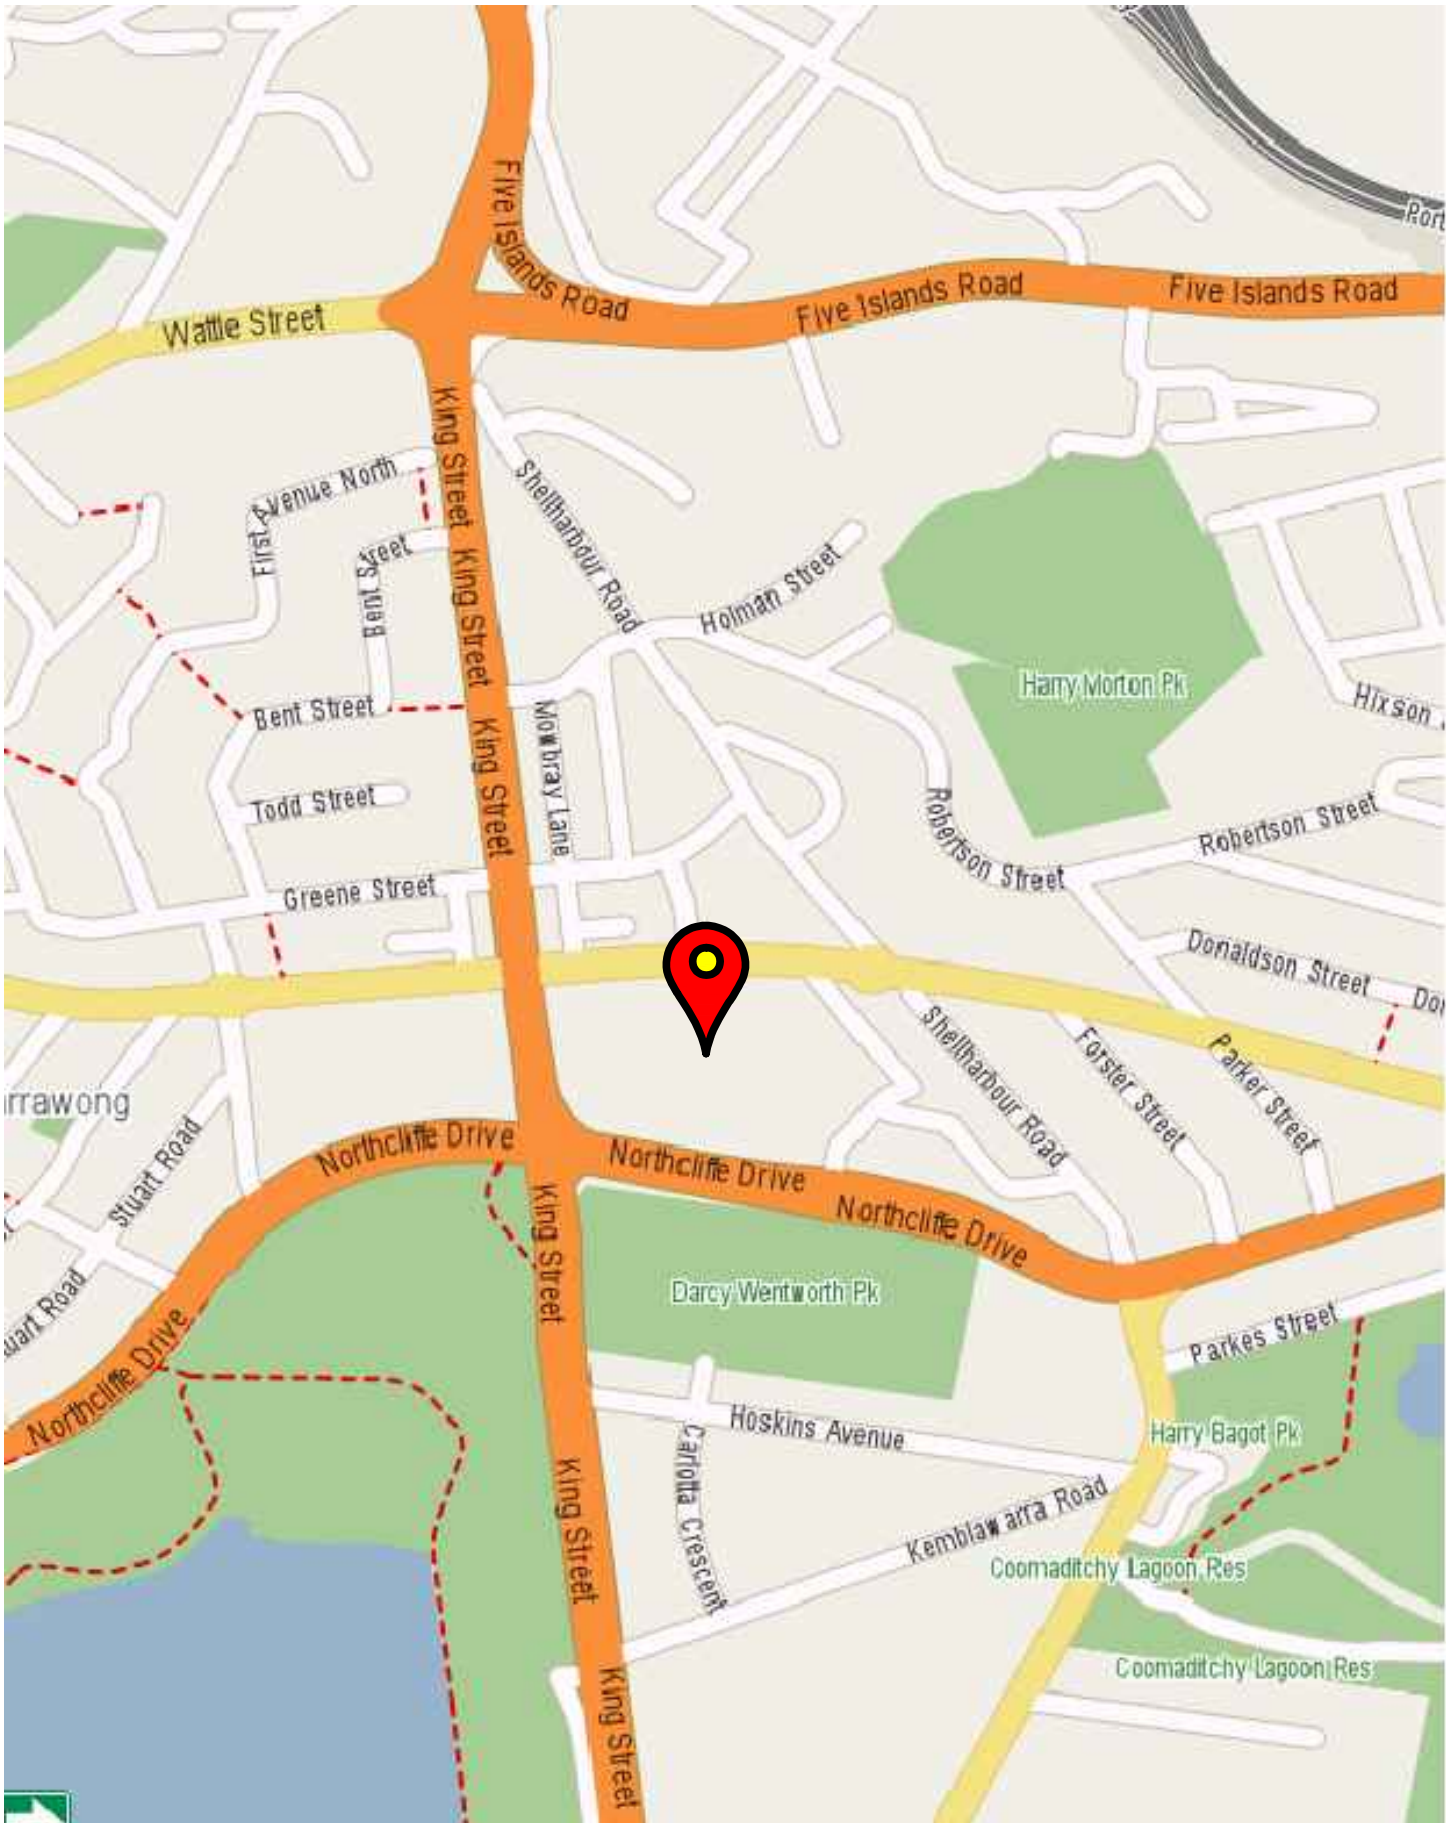 Port
Five Islands Road
Five Islands Road
Five Islands Road
Wattle Street
King Street
First Avenue North
Shellharbour Road
Bent Street
King Street
Holman Street
Harry Morton Pk
Hixson
Bent Street
King Street
Mowbray Lane
Todd Street
Robertson Street
Robertson Street
Greene Street
Donaldson Street
Don
Shellharbour Road
Forster Street
Parker Street
rrawong
Stuart Road
Northcliffe Drive
Northcliffe Drive
Northcliffe Drive
King Street
Darcy Wentworth Pk
uart Road
Northcliffe Drive
Parkes Street
Hoskins Avenue
Harry Bagot Pk
Carlotta Crescent
King Street
Kemblawarra Road
Coomaditchy Lagoon Res
Coomaditchy Lagoon Res
King Street